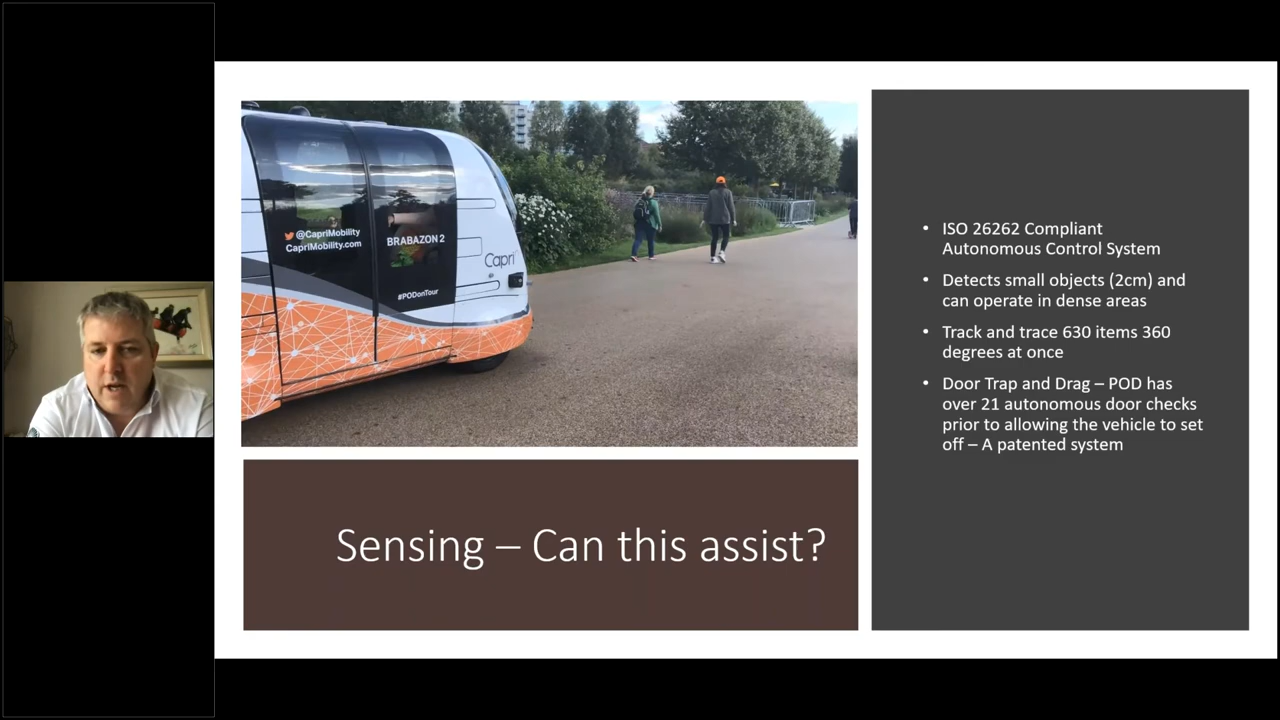 @CapriMobility
CapriMobility.com
BRABAZON 2
Capri
#PODonTour
Sensing – Can this assist?
• ISO 26262 Compliant
Autonomous Control System
• Detects small objects (2cm) and
can operate in dense areas
• Track and trace 630 items 360
degrees at once
• Door Trap and Drag – POD has
over 21 autonomous door checks
prior to allowing the vehicle to set
off – A patented system